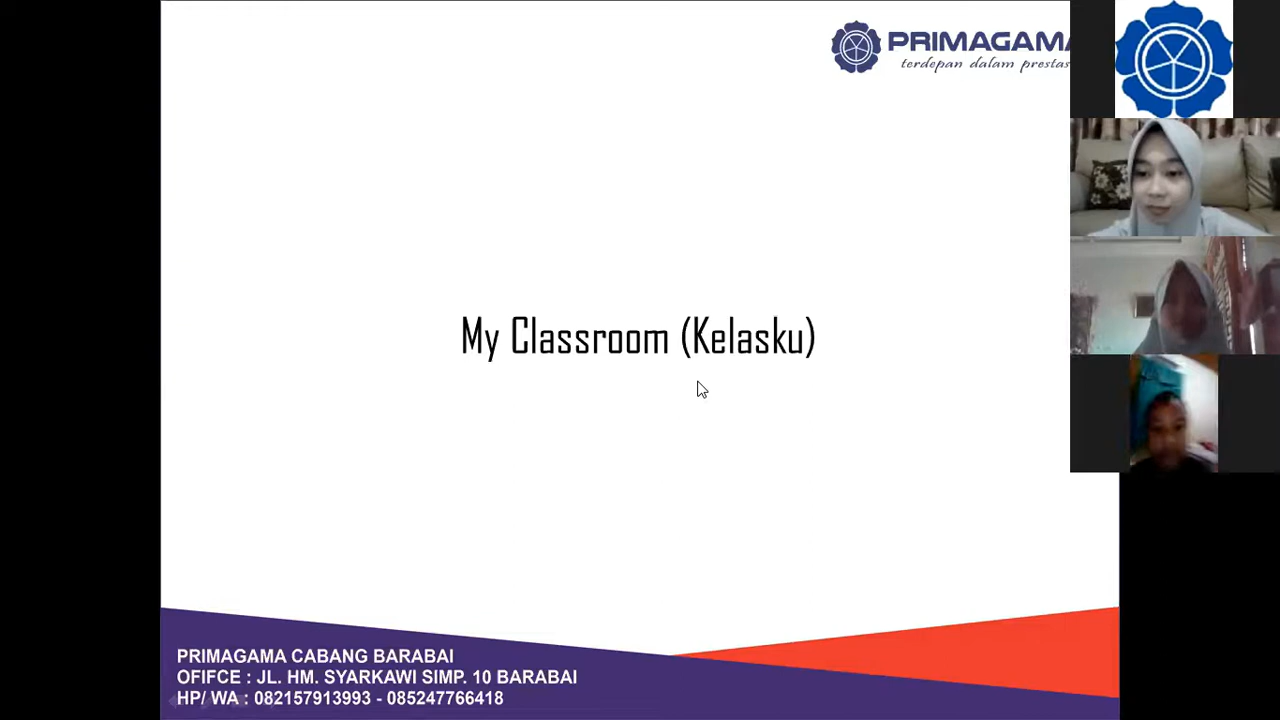 PRIMAGAMA
terdepan dalam prestas
My Classroom (Kelasku)
PRIMAGAMA CABANG BARABAI
OFIFCE : JL. HM. SYARKAWI SIMP. 10 BARABAI
HP/ WA : 082157913993 - 085247766418